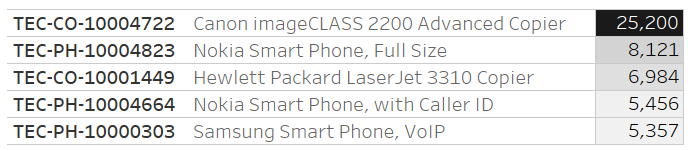 TEC-CO-10004722 Canon imageCLASS 2200 Advanced Copier 25,200
TEC-PH-10004823 Nokia Smart Phone, Full Size 8,121
TEC-CO-10001449 Hewlett Packard LaserJet 3310 Copier 6,984
TEC-PH-10004664 Nokia Smart Phone, with Caller ID 5,456
TEC-PH-10000303 Samsung Smart Phone, VoIP 5,357